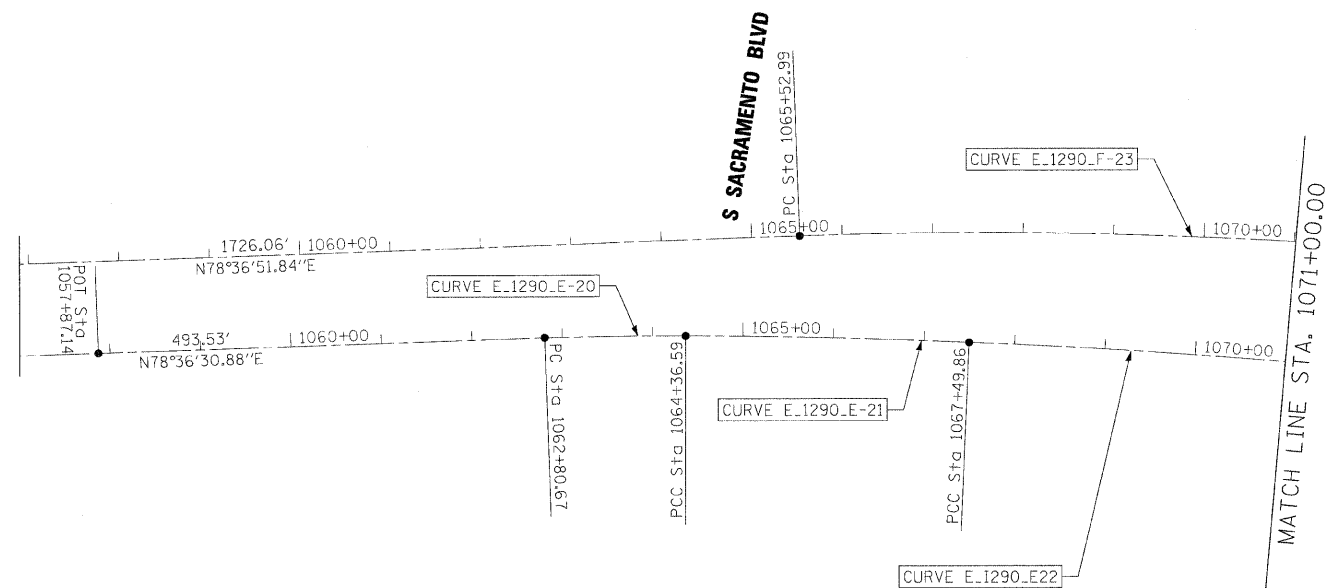 S SACRAMENTO BLVD
PC Sta 1065+52.99
CURVE E_1290_F-23
1726.06' 1060+00
N78°36'51.84"E
1065+00
1070+00
POT Sta
1057+87.14
CURVE E_1290_E-20
493.53' 1060+00
N78°36'30.88"E
1065+00
1070+00
PC Sta 1062+80.67
PCC Sta 1064+36.59
CURVE E_1290_E-21
PCC Sta 1067+49.86
CURVE E_1290_E22
MATCH LINE STA. 1071+00.00